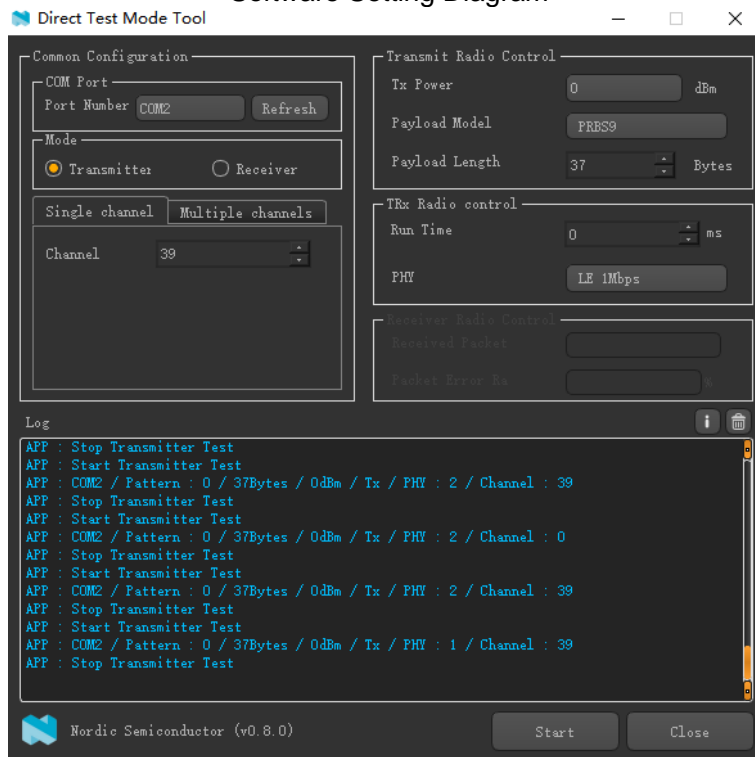 Software Setting Diagram
Direct Test Mode Tool
Common Configuration
COM Port
Port Number COM2 Refresh
Mode
Transmitter Receiver
Single channel Multiple channels
Channel 39
Transmit Radio Control
Tx Power 0 dBm
Payload Model PRBS9
Payload Length 37 Bytes
TRx Radio control
Run Time 0 ms
PHY LE 1Mbps
Receiver Radio Control
Received Packet
Packet Error Ra %
Log
APP : Stop Transmitter Test
APP : Start Transmitter Test
APP : COM2 / Pattern : 0 / 37Bytes / 0dBm / Tx / PHY : 2 / Channel : 39
APP : Stop Transmitter Test
APP : Start Transmitter Test
APP : COM2 / Pattern : 0 / 37Bytes / 0dBm / Tx / PHY : 2 / Channel : 0
APP : Stop Transmitter Test
APP : Start Transmitter Test
APP : COM2 / Pattern : 0 / 37Bytes / 0dBm / Tx / PHY : 2 / Channel : 39
APP : Stop Transmitter Test
APP : Start Transmitter Test
APP : COM2 / Pattern : 0 / 37Bytes / 0dBm / Tx / PHY : 1 / Channel : 39
APP : Stop Transmitter Test
Nordic Semiconductor (v0.8.0) Start Close